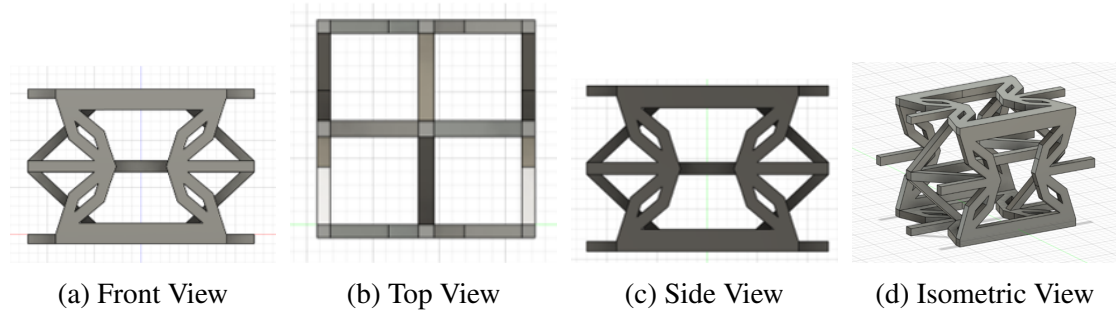 (a) Front View
(b) Top View
(c) Side View
(d) Isometric View